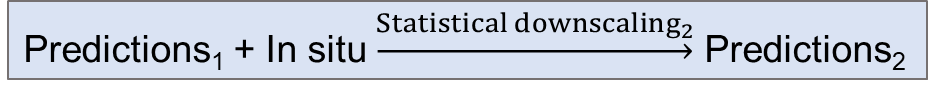 Statistical downscaling₂
Predictions₁ + In situ ⟶ Predictions₂